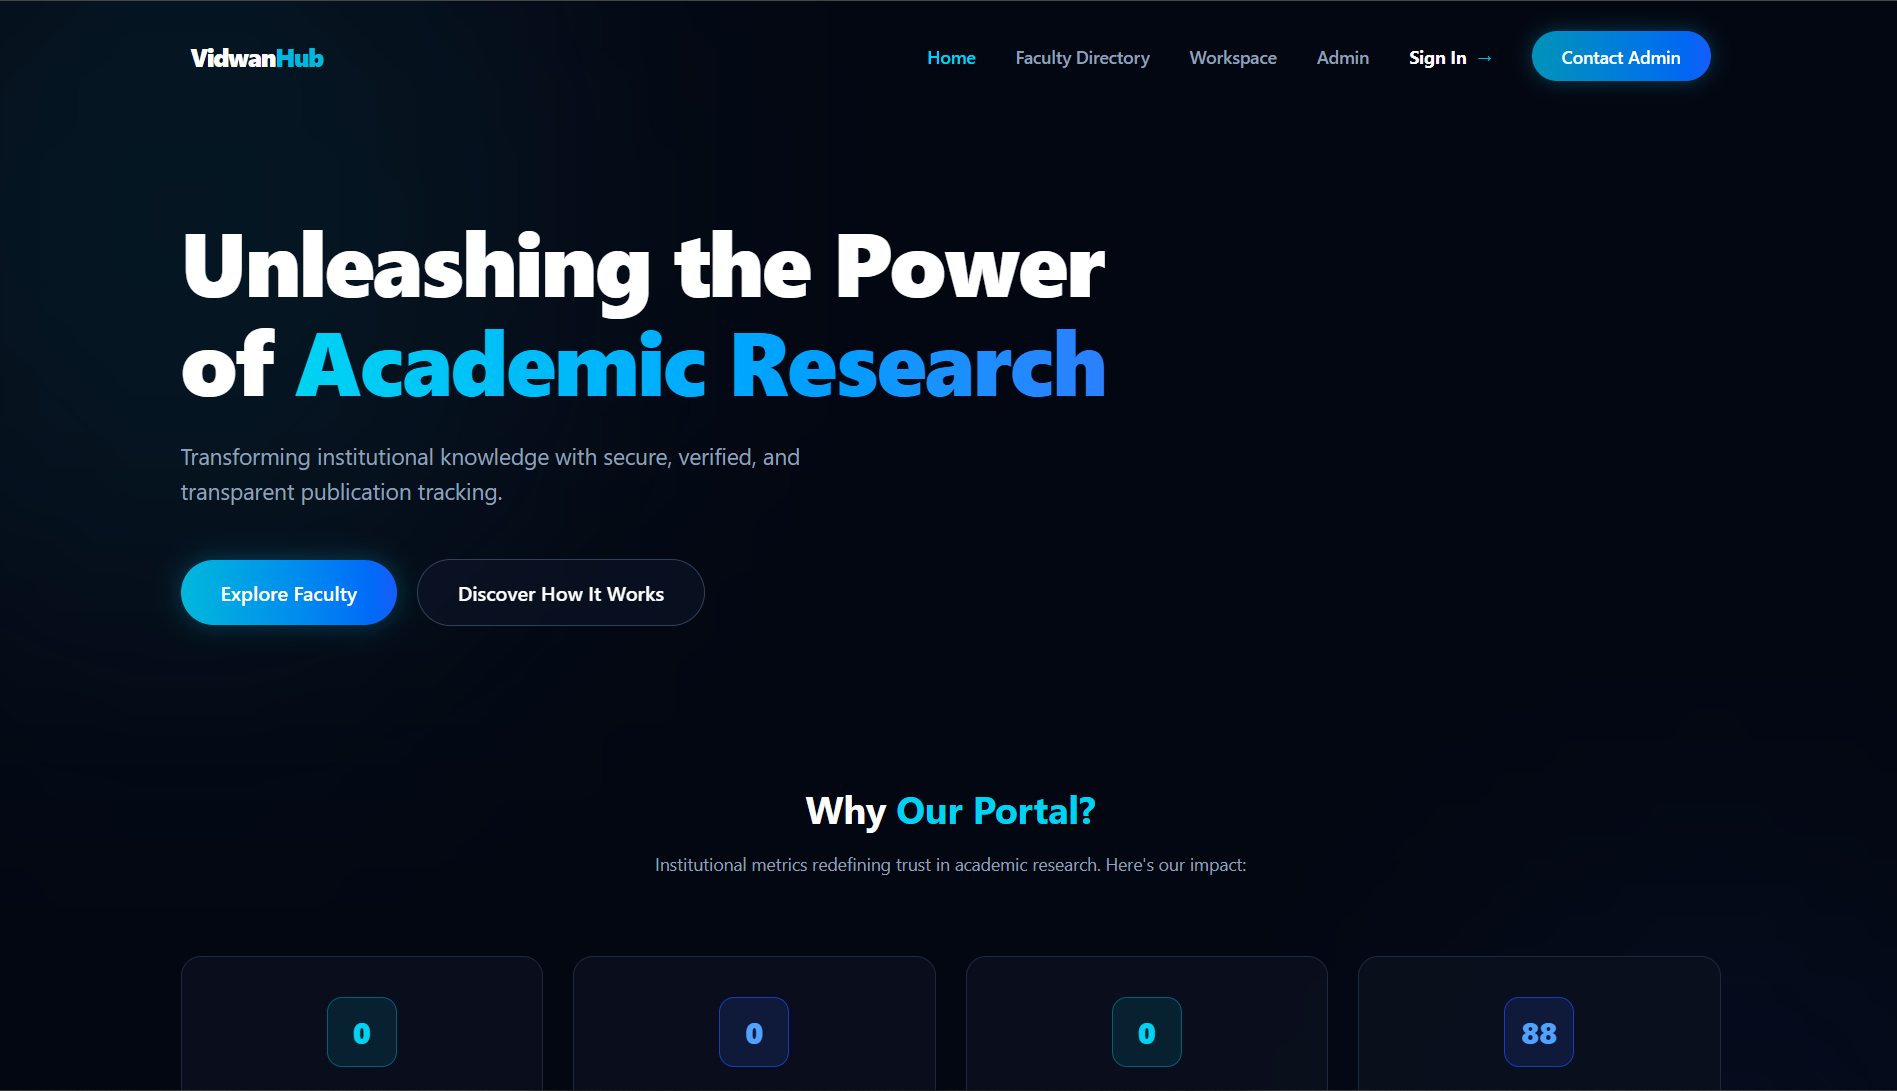 VidwanHub
Home
Faculty Directory
Workspace
Admin
Sign In →
Contact Admin
Unleashing the Power
of Academic Research
Transforming institutional knowledge with secure, verified, and
transparent publication tracking.
Explore Faculty
Discover How It Works
Why Our Portal?
Institutional metrics redefining trust in academic research. Here's our impact:
0
0
0
88